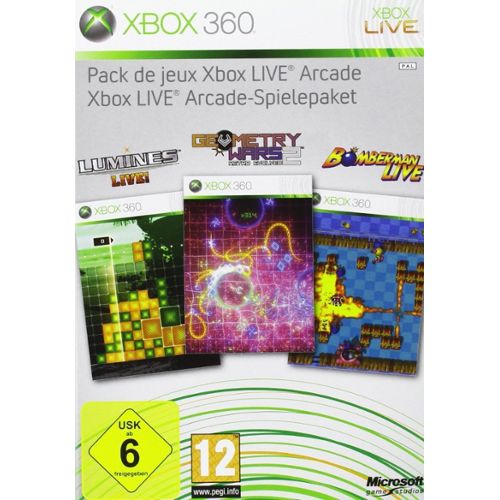 XBOX 360
XBOX
LIVE
PAL
Pack de jeux Xbox LIVE® Arcade
Xbox LIVE® Arcade-Spielepaket
LUMINES
LIVE!
GEOMETRY
WARS
RETRO EVOLVED 2
BOMBERMAN
LIVE
XBOX 360
XBOX 360
XBOX 360
USK
ab
6
freigegeben
12
www.pegi.info
Microsoft
game studios